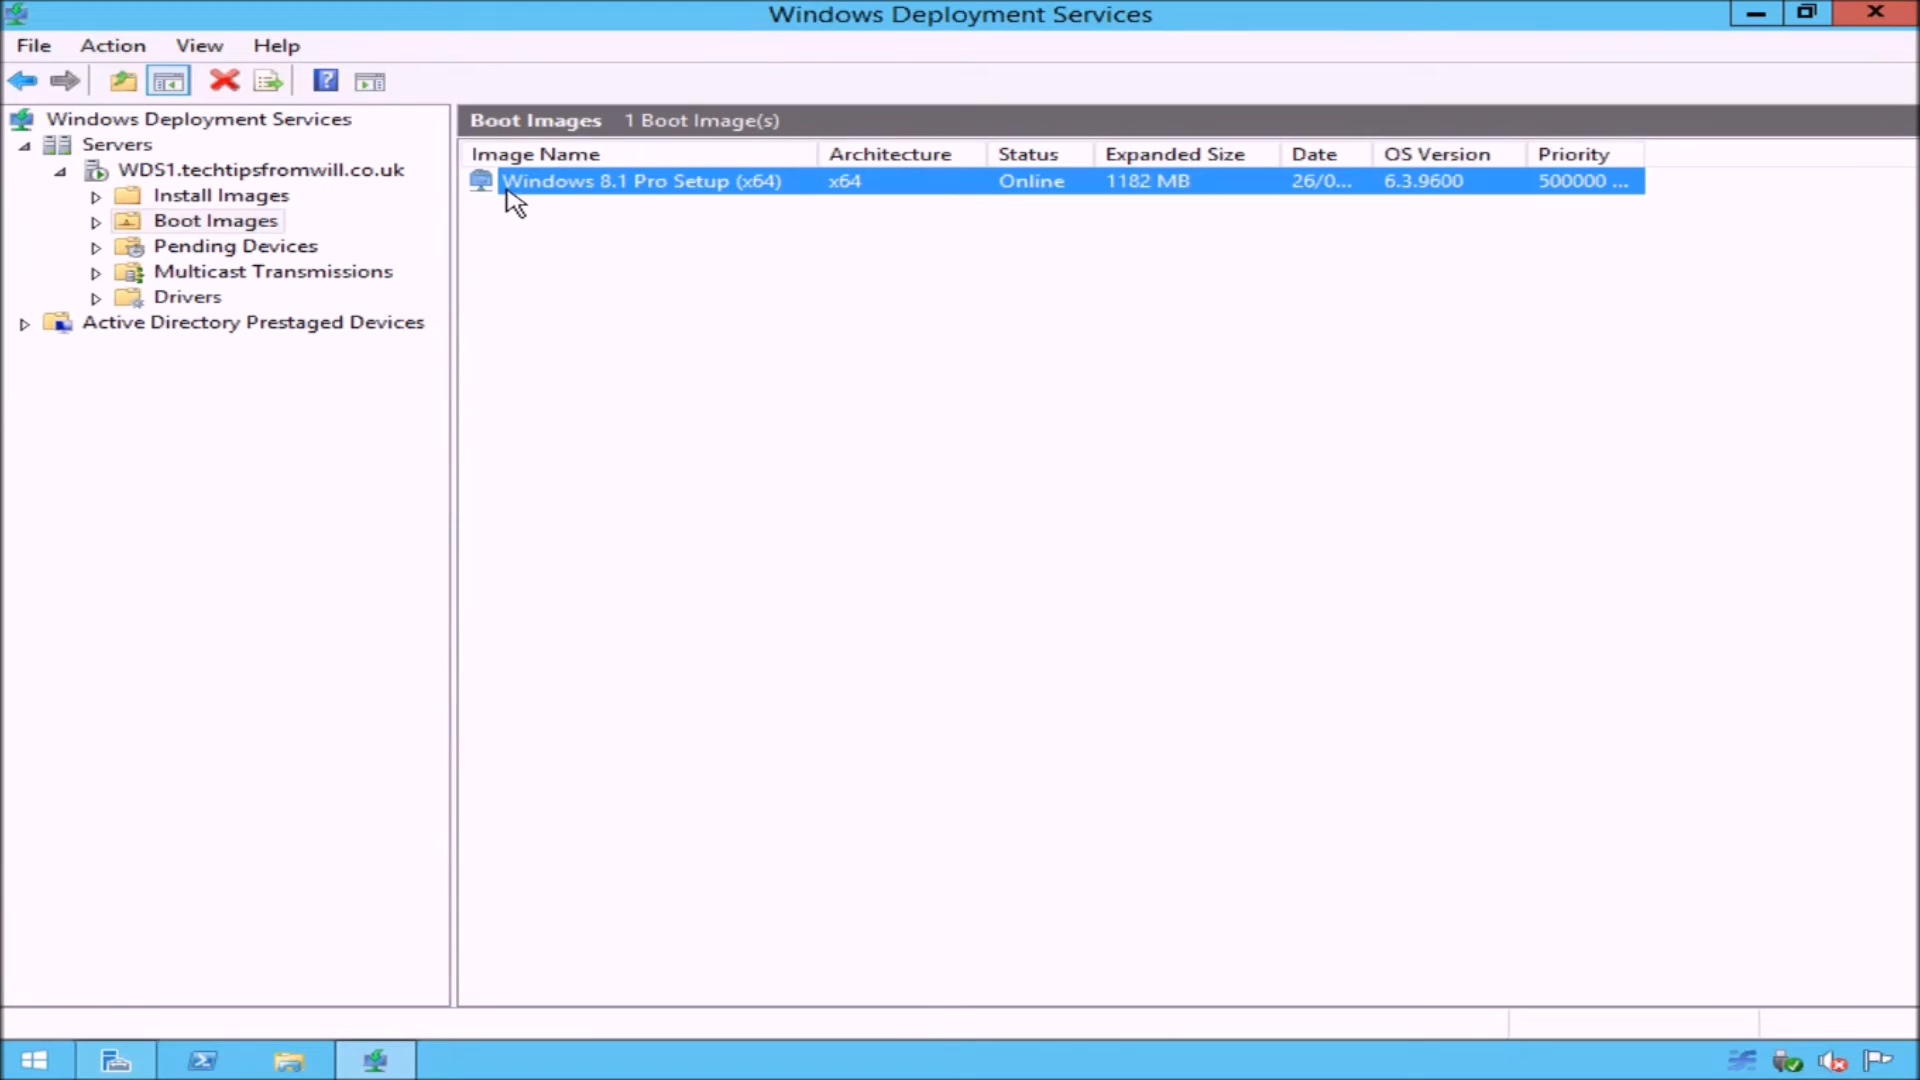 Windows Deployment Services
File Action View Help
Windows Deployment Services
Servers
WDS1.techtipsfromwill.co.uk
Install Images
Boot Images
Pending Devices
Multicast Transmissions
Drivers
Active Directory Prestaged Devices
Boot Images 1 Boot Image(s)
Image Name Architecture Status Expanded Size Date OS Version Priority
Windows 8.1 Pro Setup (x64) x64 Online 1182 MB 26/0... 6.3.9600 500000 ...